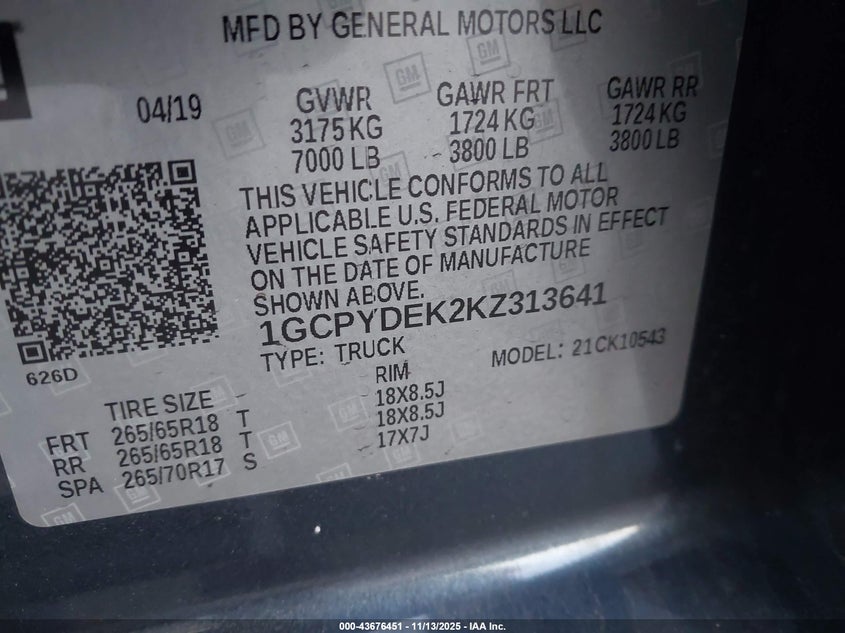 MFD BY GENERAL MOTORS LLC
04/19 GVWR GAWR FRT GAWR RR
3175 KG 1724 KG 1724 KG
7000 LB 3800 LB 3800 LB
THIS VEHICLE CONFORMS TO ALL
APPLICABLE U.S. FEDERAL MOTOR
VEHICLE SAFETY STANDARDS IN EFFECT
ON THE DATE OF MANUFACTURE
SHOWN ABOVE.
1GCPYDEK2KZ313641
TYPE: TRUCK MODEL: 21CK10543
626D
TIRE SIZE RIM
FRT 265/65R18 T 18X8.5J
RR 265/65R18 T 18X8.5J
SPA 265/70R17 S 17X7J
GM
000-43676451 - 11/13/2025 - IAA Inc.